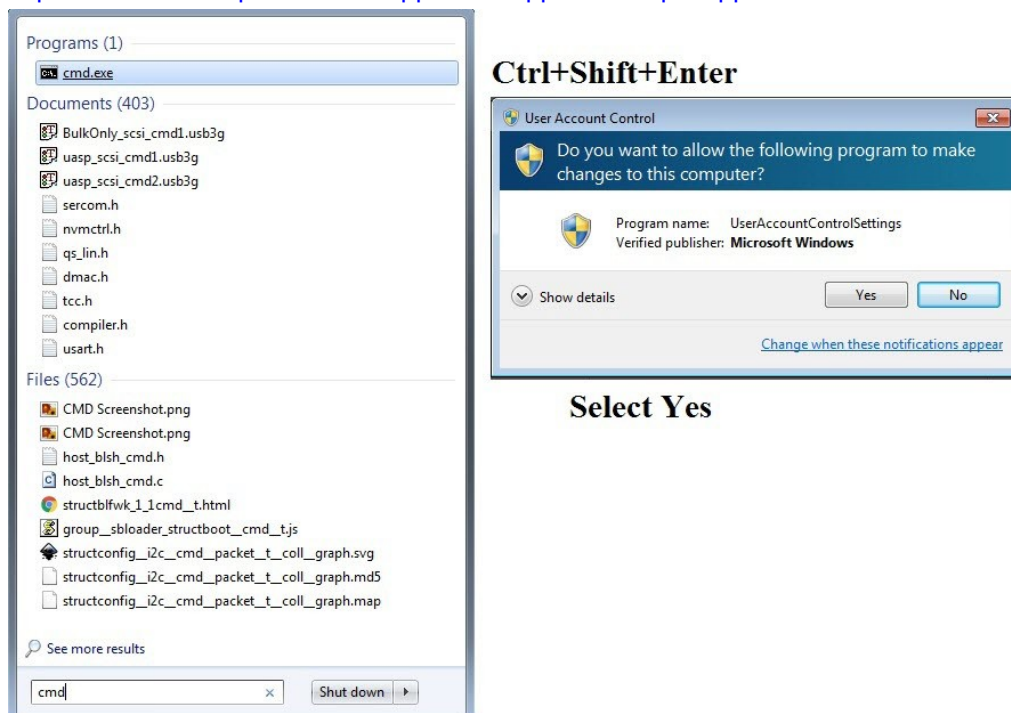 Programs (1)
cmd.exe
Documents (403)
BulkOnly_scsi_cmd1.usb3g
uasp_scsi_cmd1.usb3g
uasp_scsi_cmd2.usb3g
sercom.h
nvmctrl.h
qs_lin.h
dmac.h
tcc.h
compiler.h
usart.h
Files (562)
CMD Screenshot.png
CMD Screenshot.png
host_blsh_cmd.h
host_blsh_cmd.c
structblfwk_1_1cmd__t.html
group__sbloader_structboot__cmd__t.js
structconfig__i2c__cmd__packet__t__coll__graph.svg
structconfig__i2c__cmd__packet__t__coll__graph.md5
structconfig__i2c__cmd__packet__t__coll__graph.map
See more results
cmd
Shut down
Ctrl+Shift+Enter
User Account Control
Do you want to allow the following program to make
changes to this computer?
Program name: UserAccountControlSettings
Verified publisher: Microsoft Windows
Show details
Yes
No
Change when these notifications appear
Select Yes